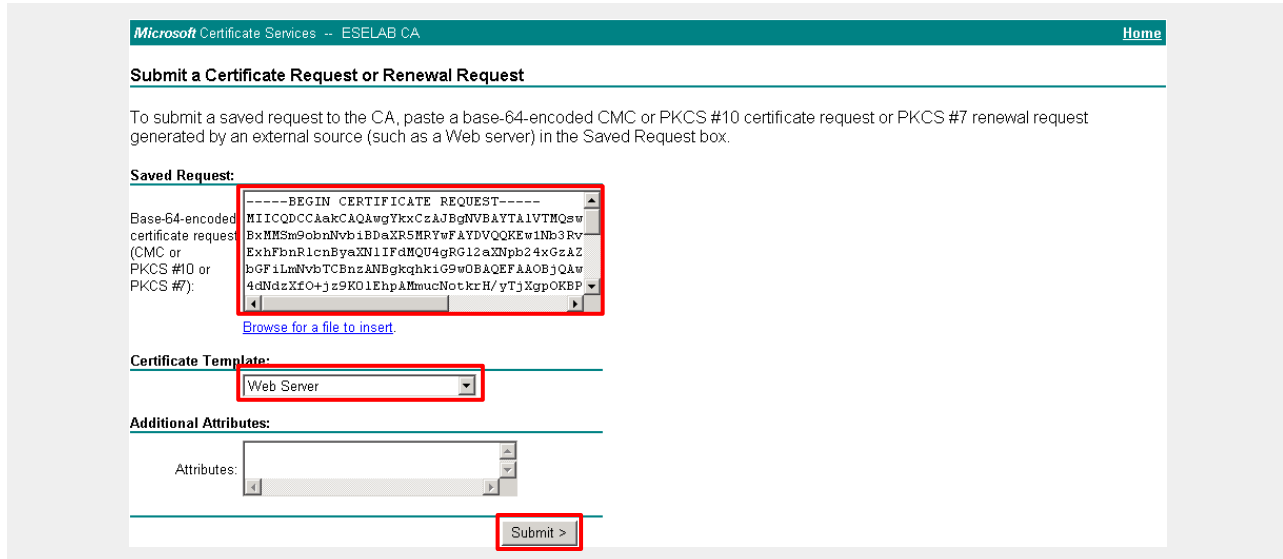 Microsoft Certificate Services -- ESELAB CA Home
Submit a Certificate Request or Renewal Request
To submit a saved request to the CA, paste a base-64-encoded CMC or PKCS #10 certificate request or PKCS #7 renewal request
generated by an external source (such as a Web server) in the Saved Request box.
Saved Request:
Base-64-encoded
certificate request
(CMC or
PKCS #10 or
PKCS #7):
-----BEGIN CERTIFICATE REQUEST-----
MIICQDCCAakCAQAwgYkxCzAJBgNVBAYTAlVTMQsw
BxMMSm9obnNvbiBDaXR5MRYwFAYDVQQKEw1Nb3Rv
ExhFbnRlcnByaXNlIFdMQU4gRGl2aXNpb24xGzAZ
bGFiLmNvbTCBnzANBgkqhkiG9w0BAQEFAAOBjQAw
4dNdzXfO+jz9KOlEhpAMmucNotkrH/yTjXgpOKBP
Browse for a file to insert.
Certificate Template:
Web Server
Additional Attributes:
Attributes:
Submit >